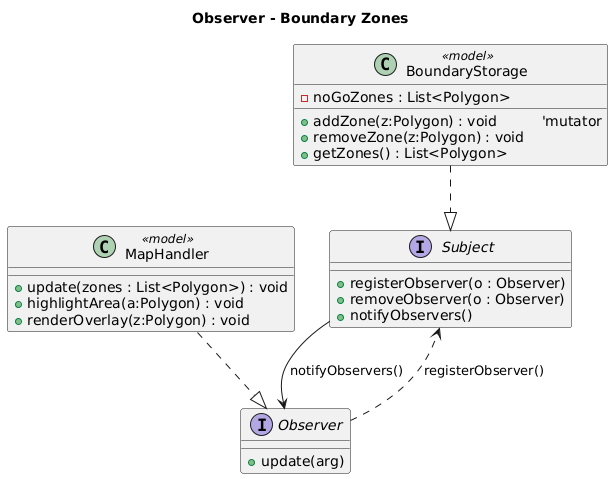 Observer - Boundary Zones
C
«model»
BoundaryStorage
noGoZones : List<Polygon>
addZone(z:Polygon) : void 'mutator
removeZone(z:Polygon) : void
getZones() : List<Polygon>
C
«model»
MapHandler
update(zones : List<Polygon>) : void
highlightArea(a:Polygon) : void
renderOverlay(z:Polygon) : void
I
Subject
registerObserver(o : Observer)
removeObserver(o : Observer)
notifyObservers()
notifyObservers()
registerObserver()
I
Observer
update(arg)